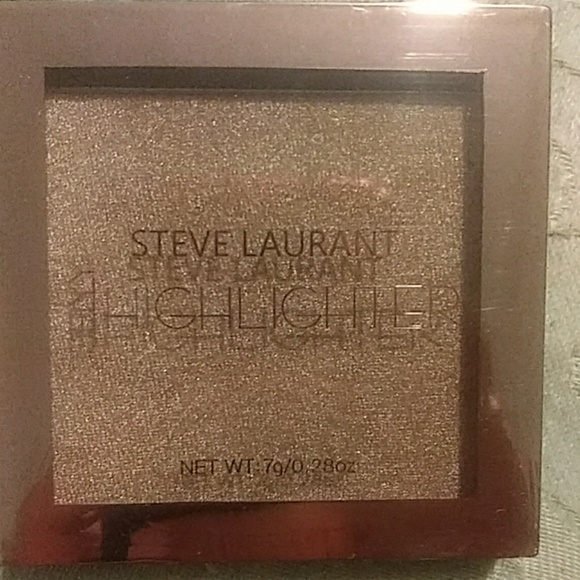 STEVE LAURANT
HIGHLIGHTER
NET WT:7g/0.28oz